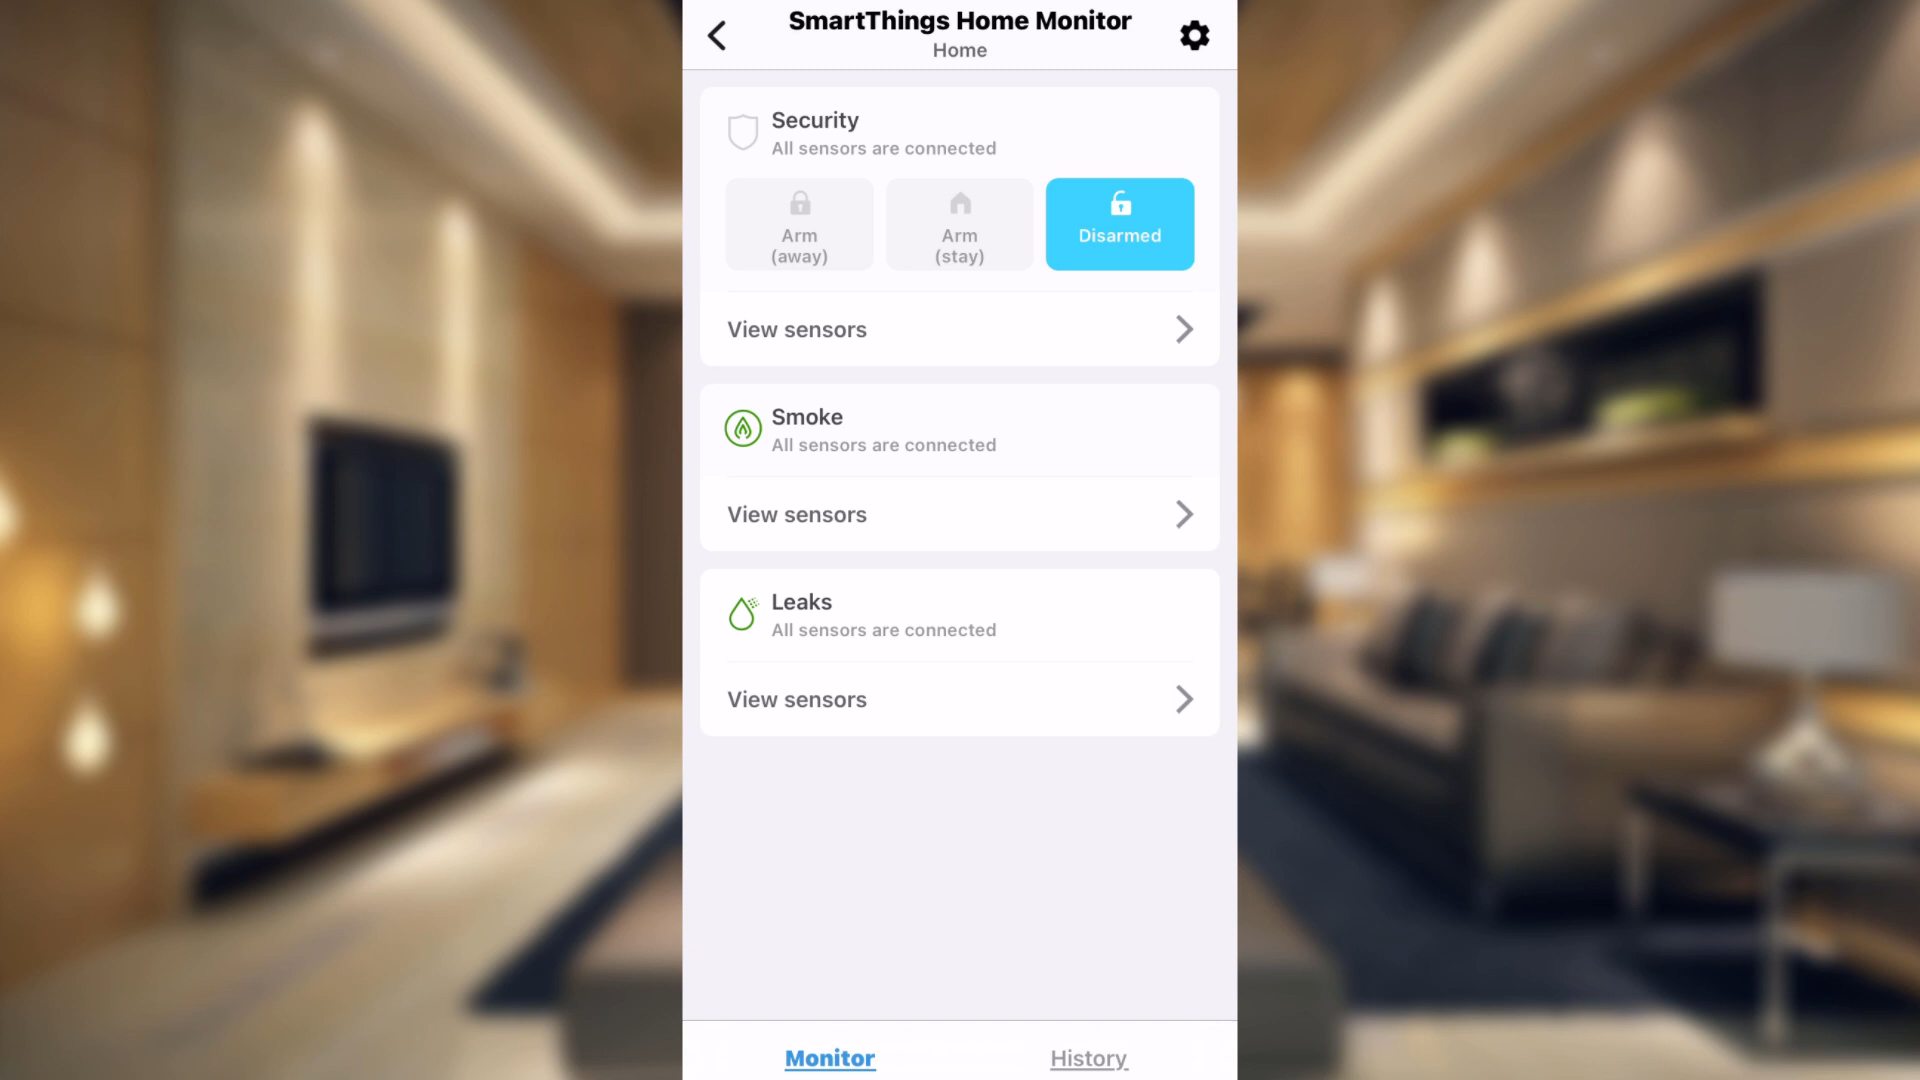 SmartThings Home Monitor
Home
Security
All sensors are connected
Arm
(away)
Arm
(stay)
Disarmed
View sensors
Smoke
All sensors are connected
View sensors
Leaks
All sensors are connected
View sensors
Monitor
History